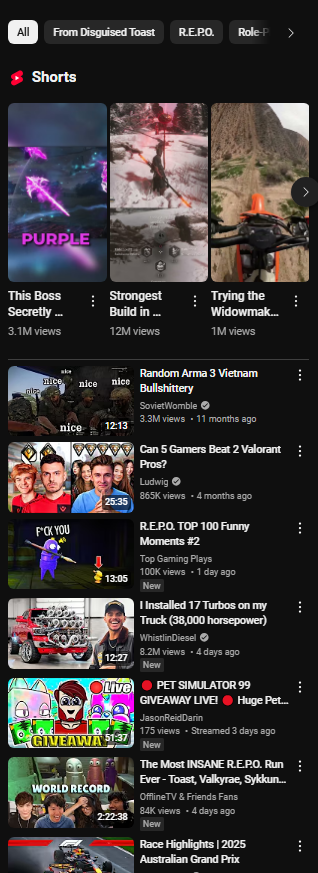 All
From Disguised Toast
R.E.P.O.
Role-P
Shorts
PURPLE
This Boss
Secretly ...
3.1M views
Strongest
Build in ...
12M views
Trying the
Widowmak...
1M views
nice
nice
nice
nice
nice
12:13
Random Arma 3 Vietnam
Bullshittery
SovietWomble
3.3M views • 11 months ago
25:35
Can 5 Gamers Beat 2 Valorant
Pros?
Ludwig
865K views • 4 months ago
F*CK YOU
13:05
R.E.P.O. TOP 100 Funny
Moments #2
Top Gaming Plays
100K views • 1 day ago
New
12:27
I Installed 17 Turbos on my
Truck (38,000 horsepower)
WhistlinDiesel
8.2M views • 4 days ago
New
Live
GIVEAWA
51:37
🔴 PET SIMULATOR 99
GIVEAWAY LIVE! 🔴 Huge Pet...
JasonReidDarin
175 views • Streamed 3 days ago
New
WORLD RECORD
2:22:38
The Most INSANE R.E.P.O. Run
Ever - Toast, Valkyrae, Sykkun...
OfflineTV & Friends Fans
84K views • 4 days ago
New
Race Highlights | 2025
Australian Grand Prix